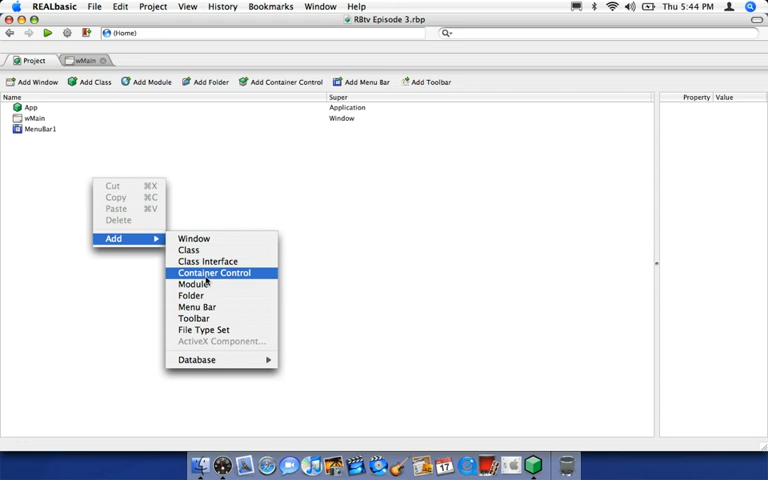 REALbasic File Edit Project View History Bookmarks Window Help Thu 5:44 PM
RBtv Episode 3.rbp
(Home)
Project wMain
Add Window Add Class Add Module Add Folder Add Container Control Add Menu Bar Add Toolbar
Name Super Property Value
App Application
wMain Window
MenuBar1
Cut ⌘X
Copy ⌘C
Paste ⌘V
Delete
Add
Window
Class
Class Interface
Container Control
Module
Folder
Menu Bar
Toolbar
File Type Set
ActiveX Component...
Database
17